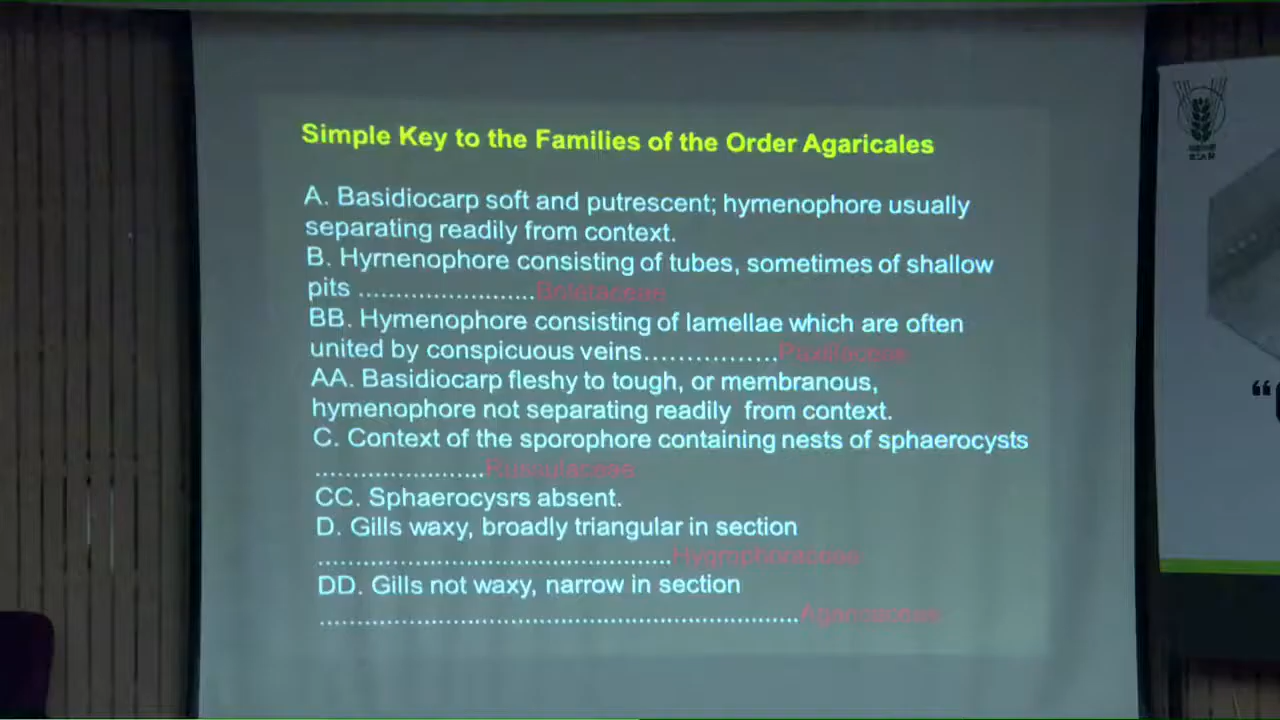 Simple Key to the Families of the Order Agaricales
A. Basidiocarp soft and putrescent; hymenophore usually
separating readily from context.
B. Hyrnenophore consisting of tubes, sometimes of shallow
pits ........................Boletaceae
BB. Hymenophore consisting of lamellae which are often
united by conspicuous veins................Paxillaceae
AA. Basidiocarp fleshy to tough, or membranous,
hymenophore not separating readily from context.
C. Context of the sporophore containing nests of sphaerocysts
......................Russulaceae
CC. Sphaerocysrs absent.
D. Gills waxy, broadly triangular in section
..............................................Hygrophoraceae
DD. Gills not waxy, narrow in section
..............................................................Agaricaceae